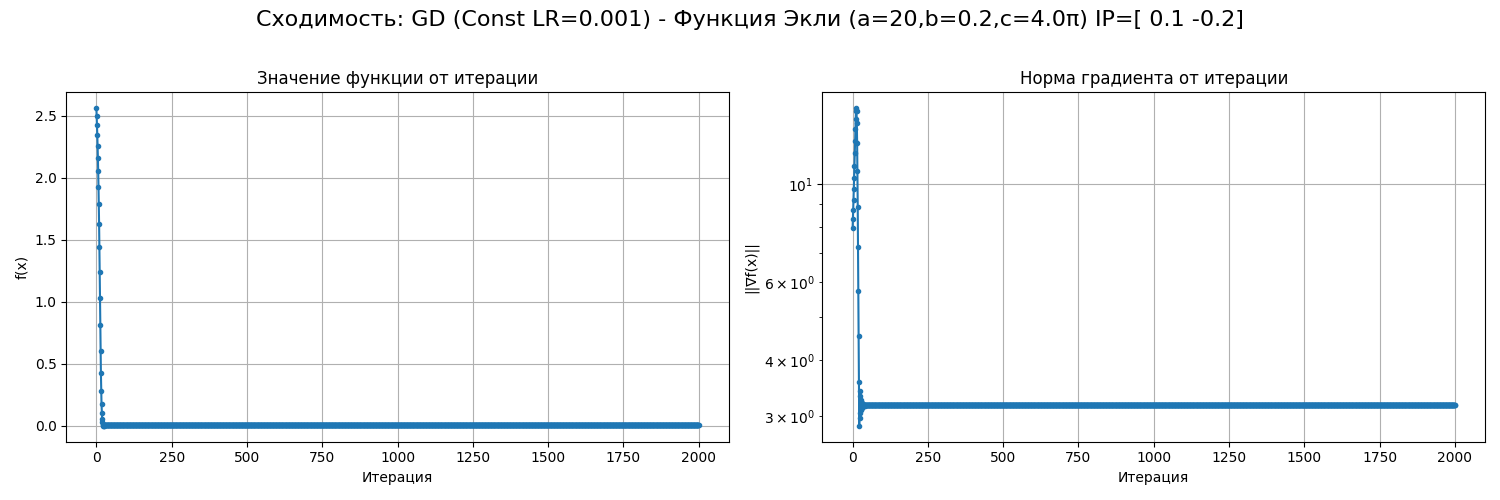 Сходимость: GD (Const LR=0.001) - Функция Экли (a=20,b=0.2,c=4.0π) IP=[ 0.1 -0.2]
Значение функции от итерации
f(x)
2.5
2.0
1.5
1.0
0.5
0.0
0 250 500 750 1000 1250 1500 1750 2000
Итерация
Норма градиента от итерации
||∇f(x)||
10¹
6 × 10⁰
4 × 10⁰
3 × 10⁰
0 250 500 750 1000 1250 1500 1750 2000
Итерация